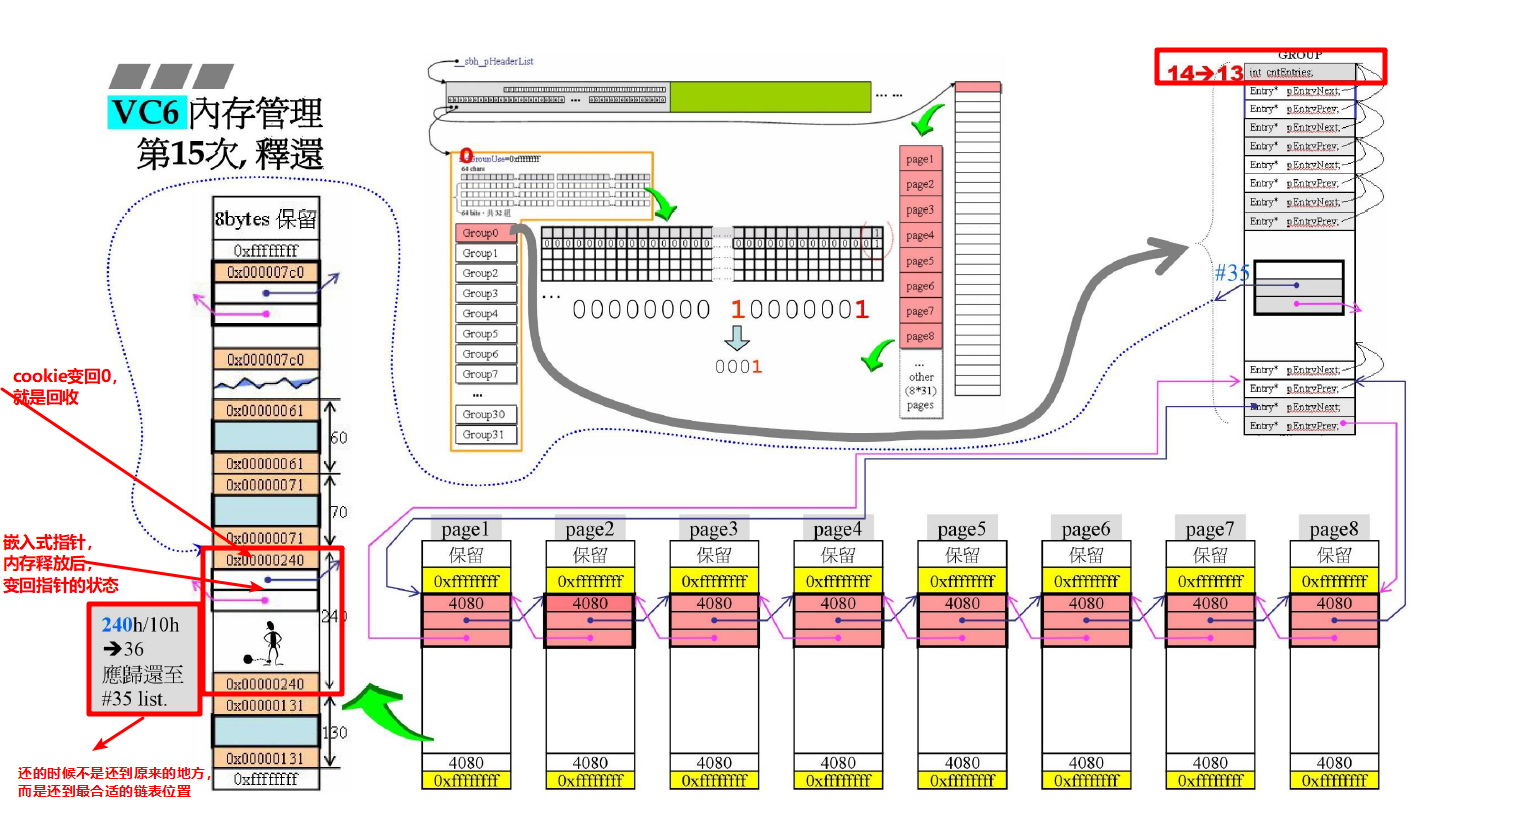 VC6 內存管理
第15次, 釋還
8bytes 保留
0xffffffff
0x000007c0
0x000007c0
0x00000061
60
0x00000061
0x00000071
70
0x00000071
0x00000240
240
0x00000240
0x00000131
130
0x00000131
0xffffffff
cookie变回0，
就是回收
嵌入式指针，
内存释放后，
变回指针的状态
240h/10h
➔36
應歸還至
#35 list.
还的时候不是还到原来的地方，
而是还到最合适的链表位置
__sbh_pHeaderList
... ...
0
GroupUse=0xffffffff
64 chars
64 bits，共 32 組
Group0
Group1
Group2
Group3
Group4
Group5
Group6
Group7
...
Group30
Group31
1
0000000000000000 ...... 00000000000001
... 00000000 10000001
0001
page1
page2
page3
page4
page5
page6
page7
page8
...
other
(8*31)
pages
GROUP
14➔13 int cntEntries;
Entry* pEntryNext;
Entry* pEntryPrev;
Entry* pEntryNext;
Entry* pEntryPrev;
Entry* pEntryNext;
Entry* pEntryPrev;
Entry* pEntryNext;
Entry* pEntryPrev;
#35
Entry* pEntryNext;
Entry* pEntryPrev;
Entry* pEntryNext;
Entry* pEntryPrev;
page1 page2 page3 page4 page5 page6 page7 page8
保留 保留 保留 保留 保留 保留 保留 保留
0xffffffff 0xffffffff 0xffffffff 0xffffffff 0xffffffff 0xffffffff 0xffffffff 0xffffffff
4080 4080 4080 4080 4080 4080 4080 4080
4080 4080 4080 4080 4080 4080 4080 4080
0xffffffff 0xffffffff 0xffffffff 0xffffffff 0xffffffff 0xffffffff 0xffffffff 0xffffffff